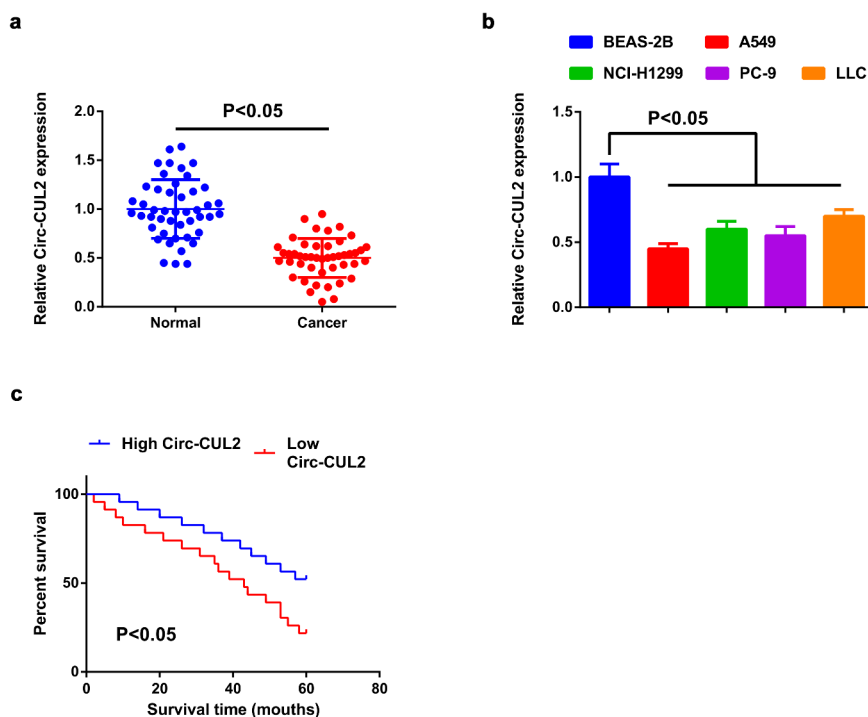 a
P<0.05
Relative Circ-CUL2 expression
2.0
1.5
1.0
0.5
0.0
Normal Cancer
b
BEAS-2B A549
NCI-H1299 PC-9 LLC
P<0.05
Relative Circ-CUL2 expression
1.5
1.0
0.5
0.0
c
High Circ-CUL2
Low
Circ-CUL2
Percent survival
100
50
0
P<0.05
0 20 40 60 80
Survival time (mouths)